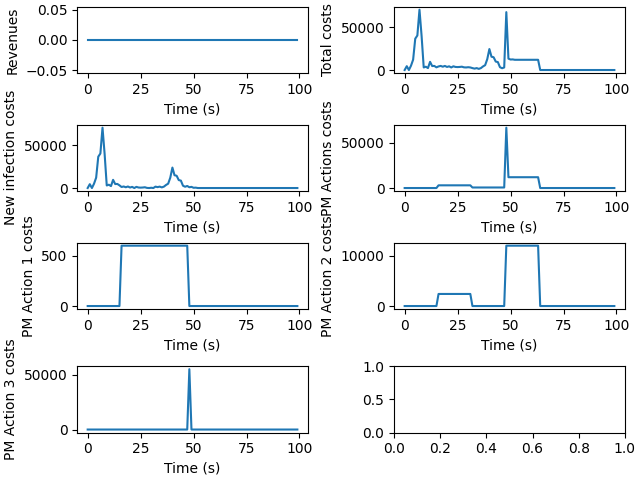 Revenues
0.05
0.00
−0.05
0 25 50 75 100
Time (s)
Total costs
50000
0
0 25 50 75 100
Time (s)
New infection costs
50000
0
0 25 50 75 100
Time (s)
PM Actions costs
50000
0
0 25 50 75 100
Time (s)
PM Action 1 costs
500
0
0 25 50 75 100
Time (s)
PM Action 2 costs
10000
0
0 25 50 75 100
Time (s)
PM Action 3 costs
50000
0
0 25 50 75 100
Time (s)
1.0
0.5
0.0
0.0 0.2 0.4 0.6 0.8 1.0